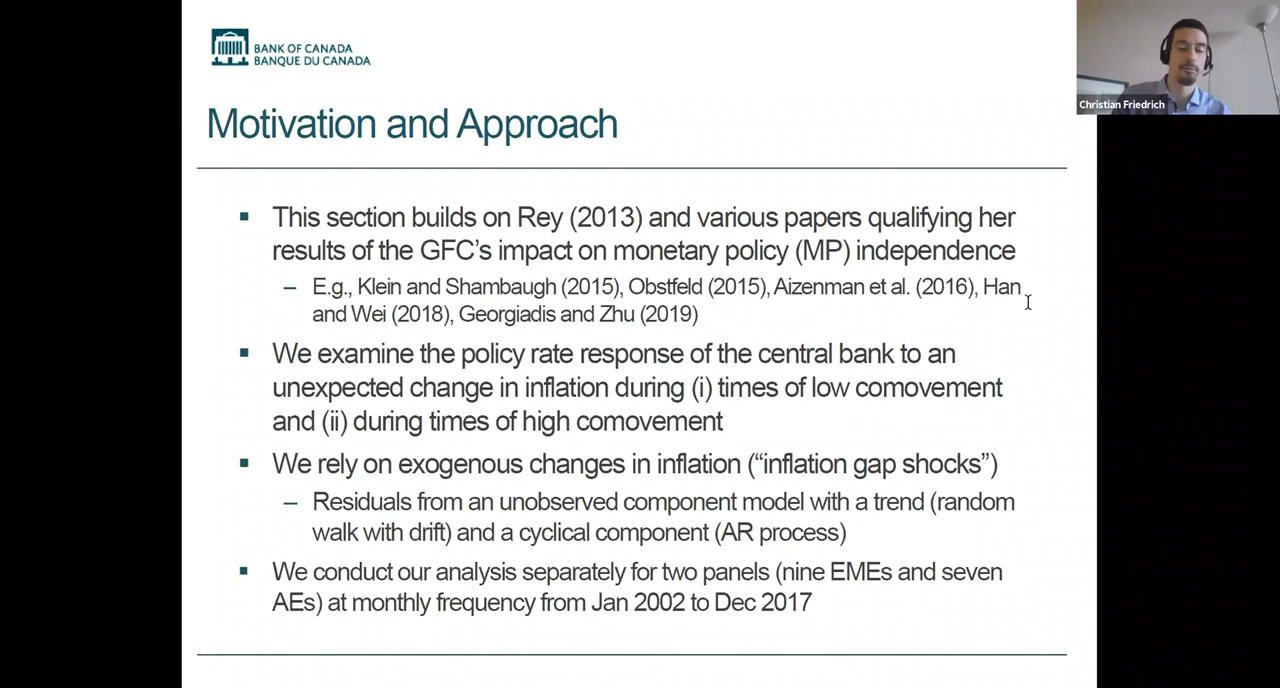 BANK OF CANADA
BANQUE DU CANADA
Christian Friedrich
Motivation and Approach
This section builds on Rey (2013) and various papers qualifying her
results of the GFC's impact on monetary policy (MP) independence
– E.g., Klein and Shambaugh (2015), Obstfeld (2015), Aizenman et al. (2016), Han
and Wei (2018), Georgiadis and Zhu (2019)
We examine the policy rate response of the central bank to an
unexpected change in inflation during (i) times of low comovement
and (ii) during times of high comovement
We rely on exogenous changes in inflation (“inflation gap shocks”)
– Residuals from an unobserved component model with a trend (random
walk with drift) and a cyclical component (AR process)
We conduct our analysis separately for two panels (nine EMEs and seven
AEs) at monthly frequency from Jan 2002 to Dec 2017